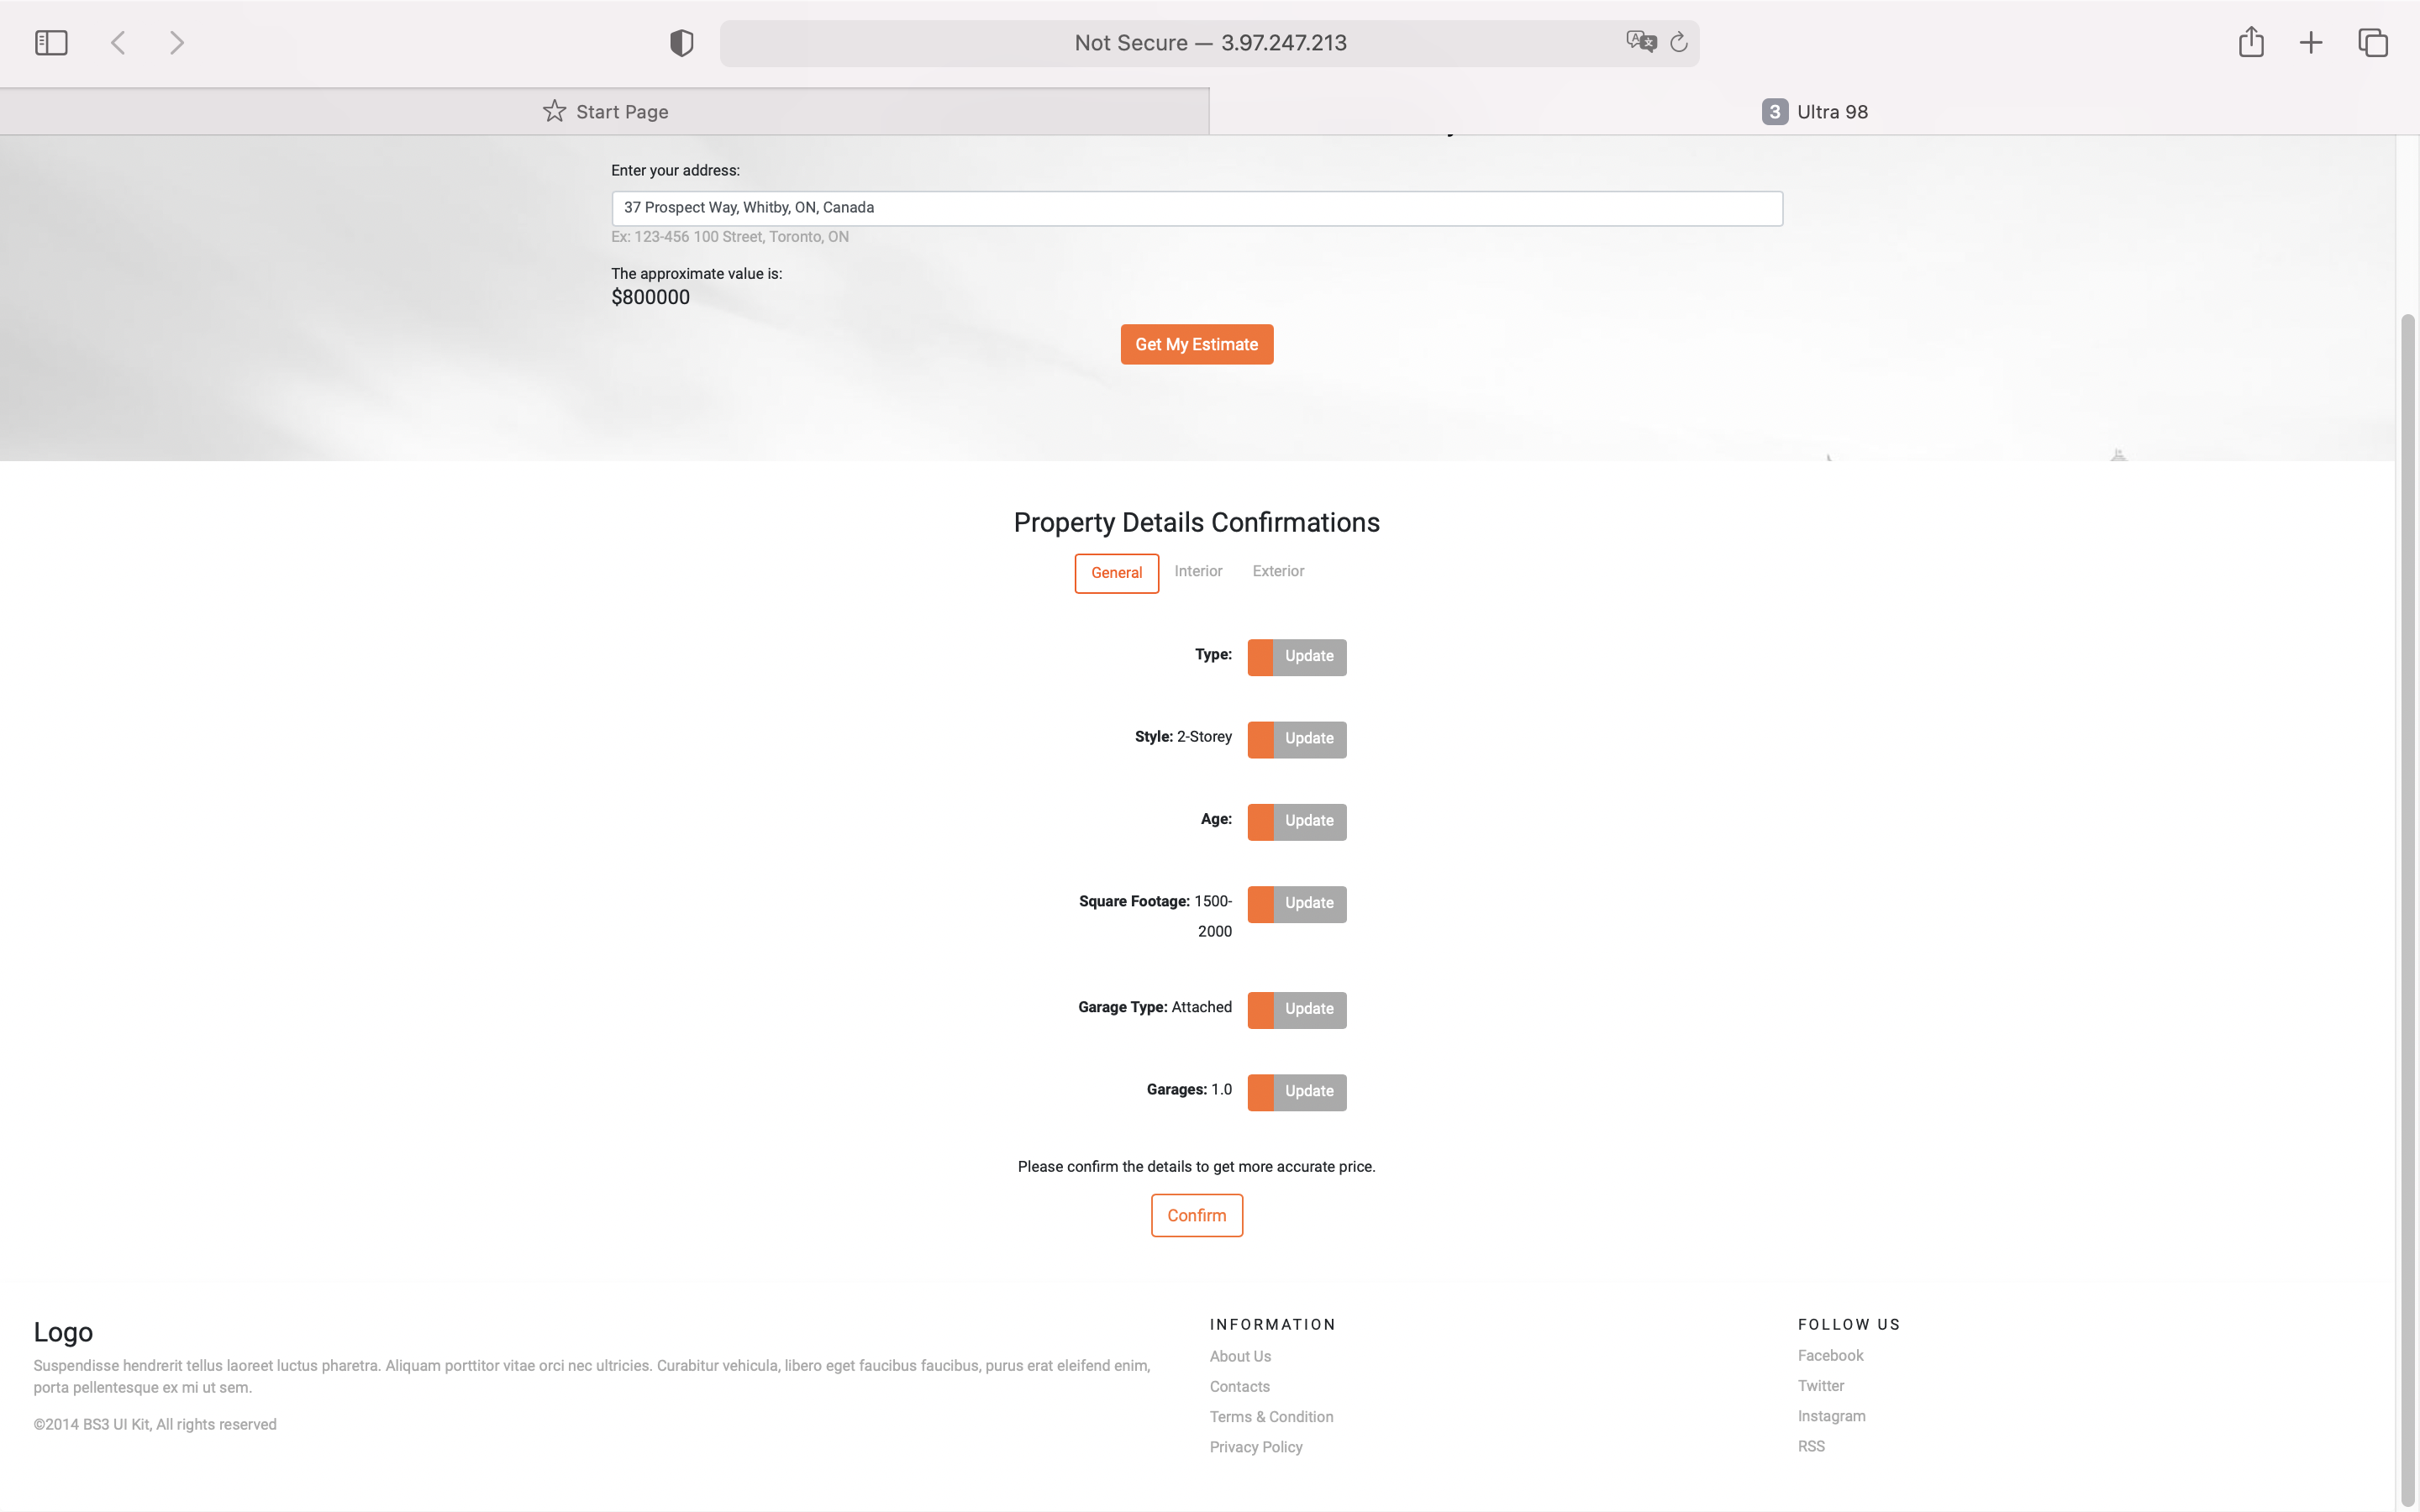 Not Secure — 3.97.247.213
Start Page
3 Ultra 98
Enter your address:
37 Prospect Way, Whitby, ON, Canada
Ex: 123-456 100 Street, Toronto, ON
The approximate value is:
$800000
Get My Estimate
Property Details Confirmations
General Interior Exterior
Type: Update
Style: 2-Storey Update
Age: Update
Square Footage: 1500- Update
2000
Garage Type: Attached Update
Garages: 1.0 Update
Please confirm the details to get more accurate price.
Confirm
Logo
Suspendisse hendrerit tellus laoreet luctus pharetra. Aliquam porttitor vitae orci nec ultricies. Curabitur vehicula, libero eget faucibus faucibus, purus erat eleifend enim,
porta pellentesque ex mi ut sem.
©2014 BS3 UI Kit, All rights reserved
INFORMATION
About Us
Contacts
Terms & Condition
Privacy Policy
FOLLOW US
Facebook
Twitter
Instagram
RSS